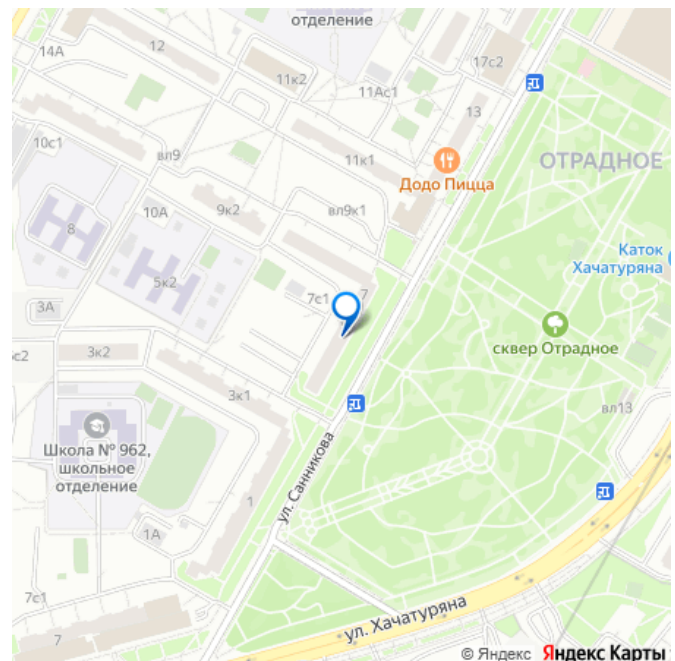 отделение
14А
12
17с2
11к2
11Ас1
13
10с1
вл9
11к1
ОТРАДНОЕ
Додо Пицца
10А
9к2
вл9к1
8
Каток
Хачатуряна
5к2
7с1
7
3А
сквер Отрадное
с2
3к2
3к1
вл13
Школа № 962,
школьное
отделение
ул. Санникова
1
1А
7с1
ул. Хачатуряна
7
© Яндекс Яндекс Карты